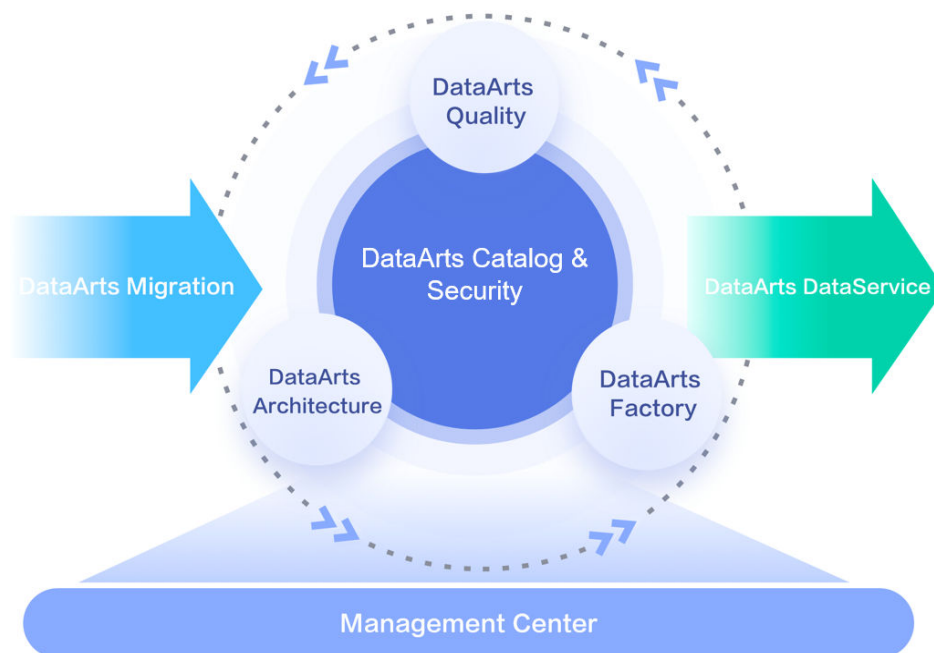 DataArts
Quality
DataArts Catalog &
Security
DataArts Migration
DataArts DataService
DataArts
Architecture
DataArts
Factory
Management Center